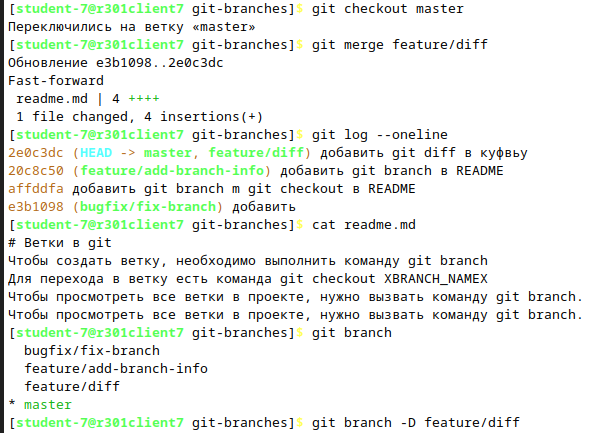 [student-7@r301client7 git-branches]$ git checkout master
Переключились на ветку «master»
[student-7@r301client7 git-branches]$ git merge feature/diff
Обновление e3b1098..2e0c3dc
Fast-forward
 readme.md | 4 ++++
 1 file changed, 4 insertions(+)
[student-7@r301client7 git-branches]$ git log --oneline
2e0c3dc (HEAD -> master, feature/diff) добавить git diff в куфвьу
20c8c50 (feature/add-branch-info) добавить git branch в README
affddfa добавить git branch m git checkout в README
e3b1098 (bugfix/fix-branch) добавить
[student-7@r301client7 git-branches]$ cat readme.md
# Ветки в git
Чтобы создать ветку, необходимо выполнить команду git branch
Для перехода в ветку есть команда git checkout XBRANCH_NAMEX
Чтобы просмотреть все ветки в проекте, нужно вызвать команду git branch.
Чтобы просмотреть все ветки в проекте, нужно вызвать команду git branch.
[student-7@r301client7 git-branches]$ git branch
  bugfix/fix-branch
  feature/add-branch-info
  feature/diff
* master
[student-7@r301client7 git-branches]$ git branch -D feature/diff